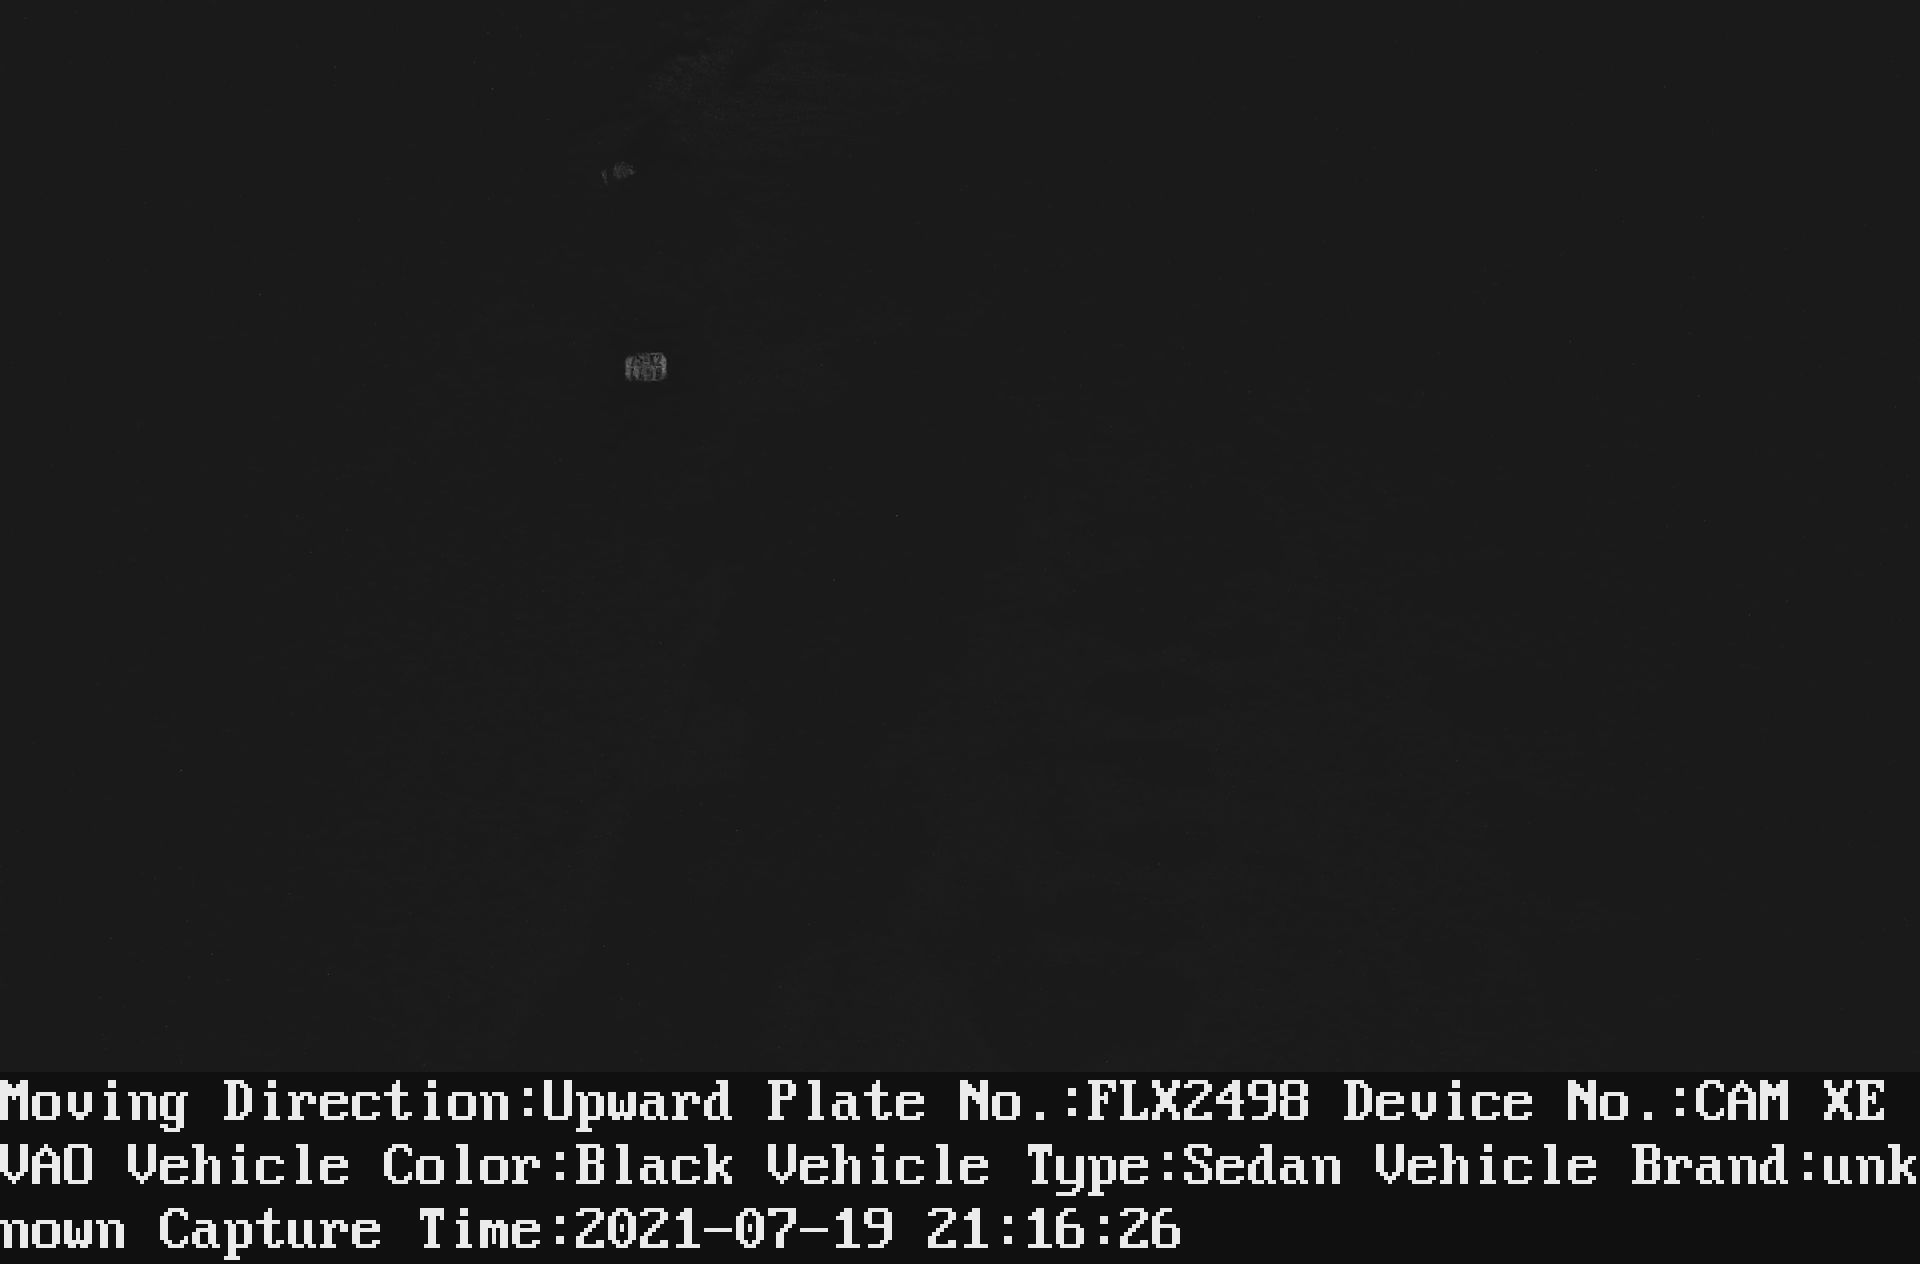 Moving Direction:Upward Plate No.:FLX2498 Device No.:CAM XE
VAO Vehicle Color:Black Vehicle Type:Sedan Vehicle Brand:unk
nown Capture Time:2021-07-19 21:16:26